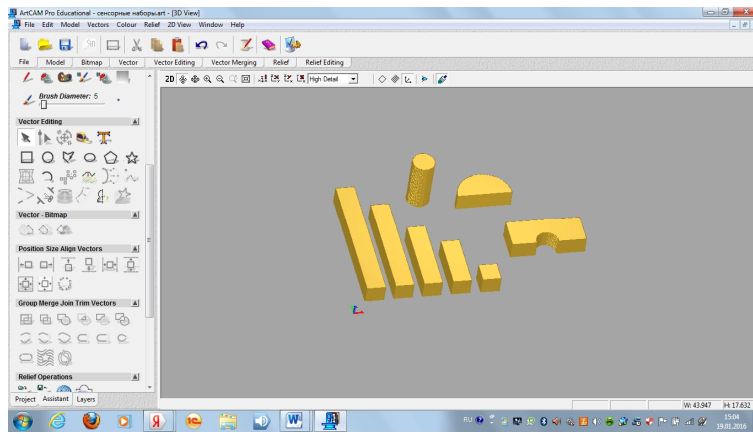 ArtCAM Pro Educational - сенсорные наборы.art - [3D View]
File Edit Model Vectors Colour Relief 2D View Window Help
File Model Bitmap Vector Vector Editing Vector Merging Relief Relief Editing
2D High Detail
Brush Diameter: 5
Vector Editing
Vector - Bitmap
Position Size Align Vectors
Group Merge Join Trim Vectors
Relief Operations
Project Assistant Layers
W: 43.947 H: 17.632
RU 15:04
19.01.2016